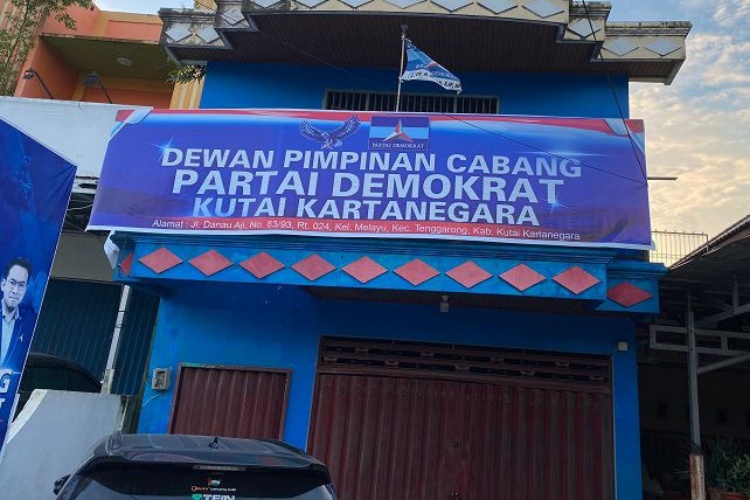 PARTAI DEMOKRAT
DEWAN PIMPINAN CABANG
PARTAI DEMOKRAT
KUTAI KARTANEGARA
Alamat : Jl. Danau Aji, No. 83/93, Rt. 024, Kel. Melayu, Kec. Tenggarong, Kab. Kutai Kartanegara